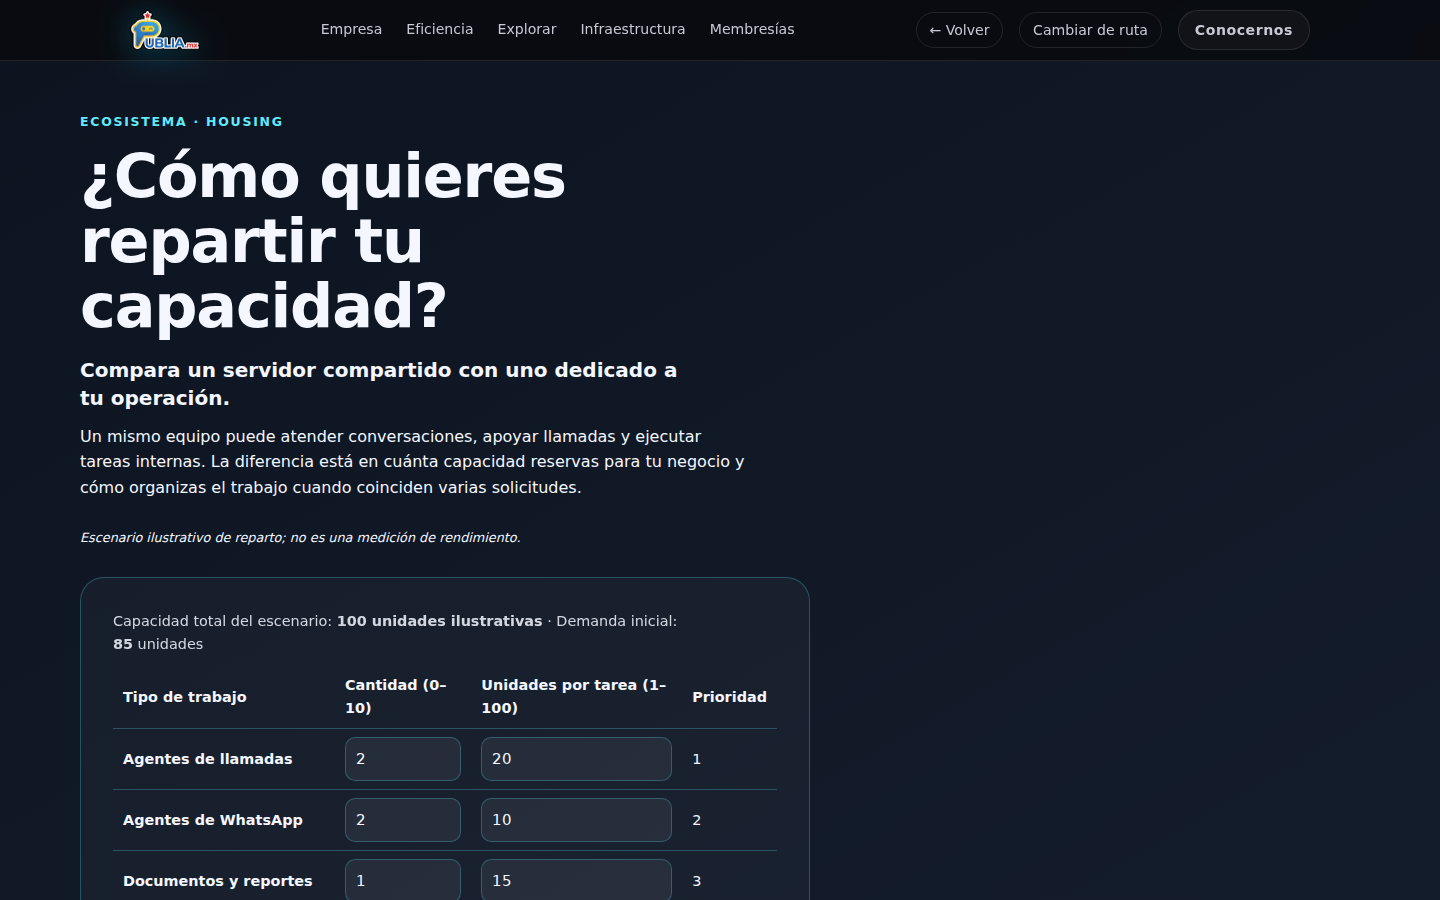 PUBLIA.mx
Empresa
Eficiencia
Explorar
Infraestructura
Membresías
← Volver
Cambiar de ruta
Conocernos
ECOSISTEMA · HOUSING
¿Cómo quieres
repartir tu
capacidad?
Compara un servidor compartido con uno dedicado a
tu operación.
Un mismo equipo puede atender conversaciones, apoyar llamadas y ejecutar
tareas internas. La diferencia está en cuánta capacidad reservas para tu negocio y
cómo organizas el trabajo cuando coinciden varias solicitudes.
Escenario ilustrativo de reparto; no es una medición de rendimiento.
Capacidad total del escenario: 100 unidades ilustrativas · Demanda inicial:
85 unidades
Tipo de trabajo
Cantidad (0–
10)
Unidades por tarea (1–
100)
Prioridad
Agentes de llamadas 2 20 1
Agentes de WhatsApp 2 10 2
Documentos y reportes 1 15 3